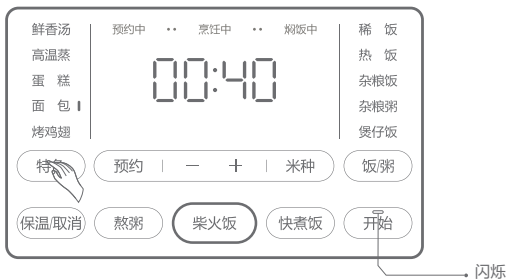 鲜香汤 预约中 •• 烹饪中 •• 焖饭中 稀 饭
高温蒸 热 饭
蛋 糕 00:40 杂粮饭
面 包 杂粮粥
烤鸡翅 煲仔饭
特色 预约 － ＋ 米种 饭/粥
保温/取消 熬粥 柴火饭 快煮饭 开始
闪烁